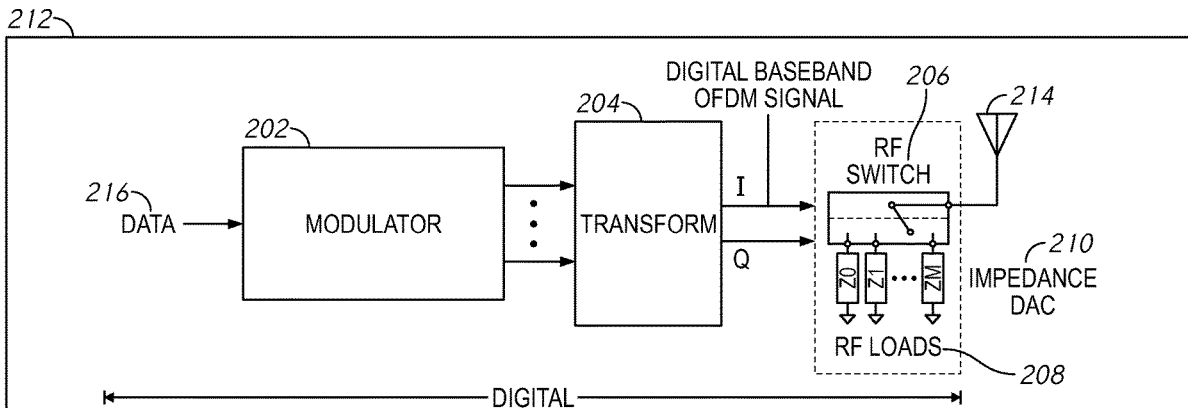 212
DIGITAL BASEBAND
OFDM SIGNAL
206
214
202
204
RF
SWITCH
216
DATA
MODULATOR
TRANSFORM
I
Q
Z0
Z1
ZM
210
IMPEDANCE
DAC
RF LOADS
208
DIGITAL